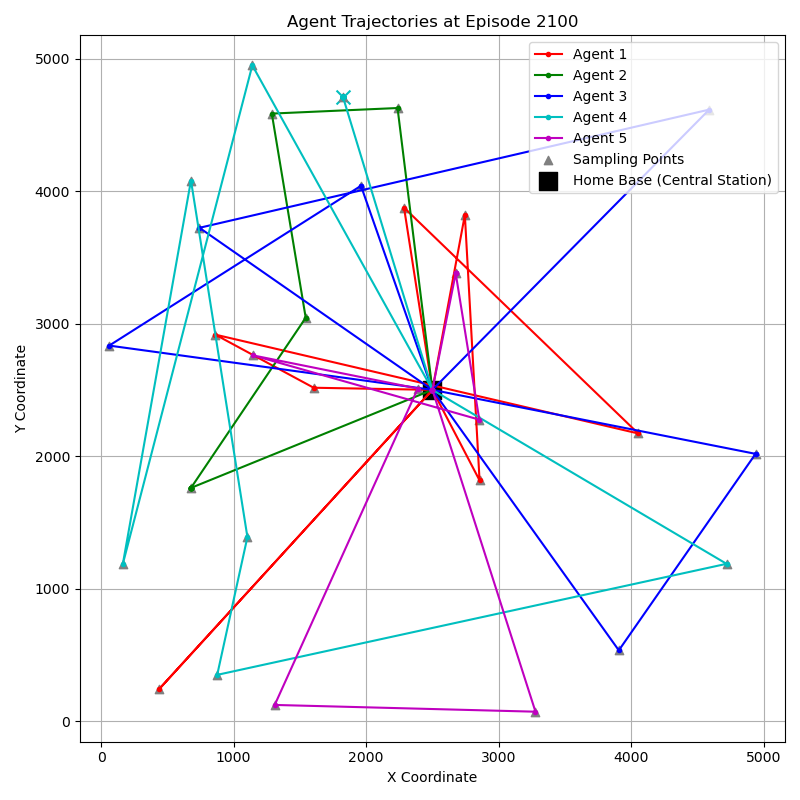 Agent Trajectories at Episode 2100
Agent 1
Agent 2
Agent 3
Agent 4
Agent 5
Sampling Points
Home Base (Central Station)
Y Coordinate
5000
4000
3000
2000
1000
0
0 1000 2000 3000 4000 5000
X Coordinate